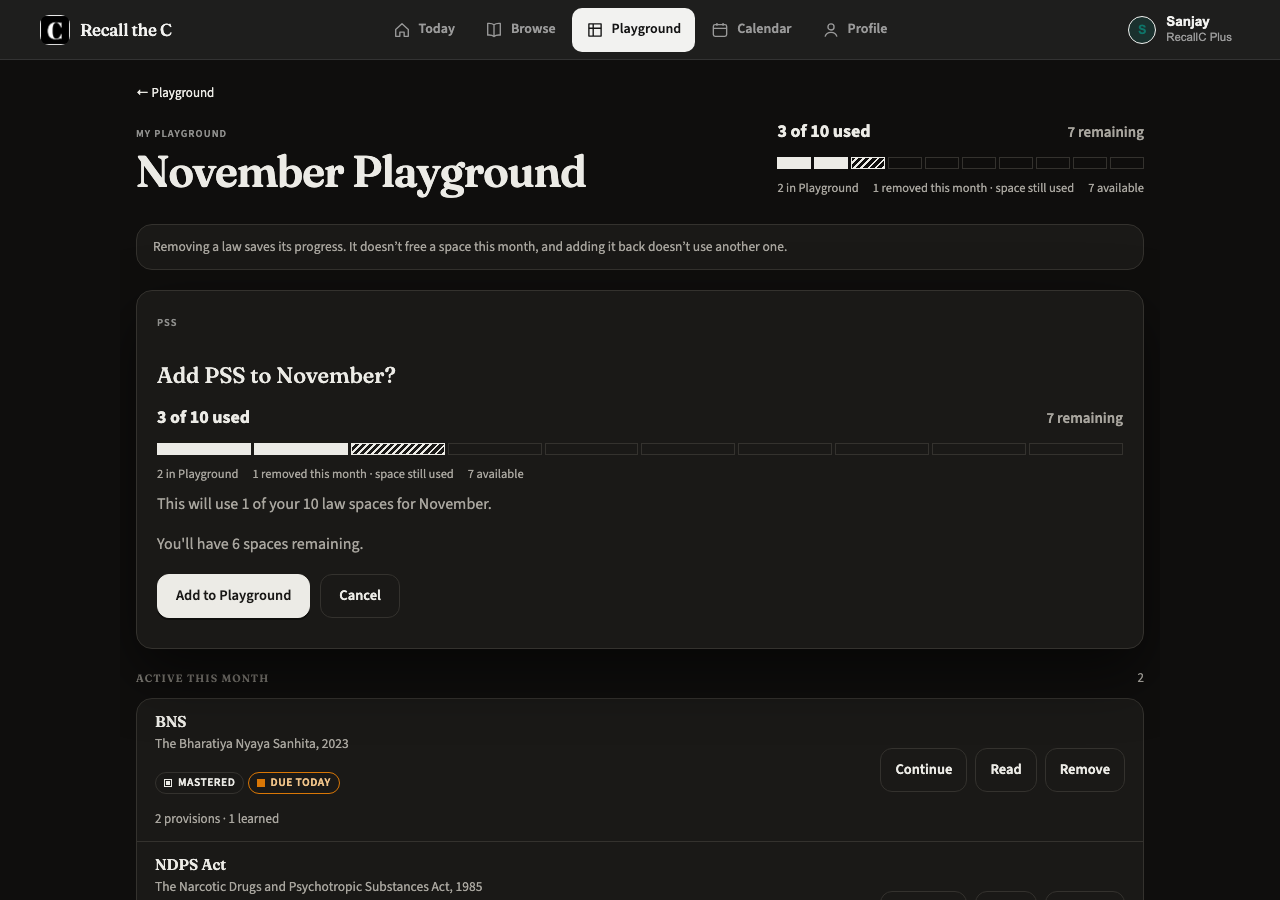 C Recall the C
Today
Browse
Playground
Calendar
Profile
S
Sanjay
RecallC Plus
← Playground
MY PLAYGROUND
November Playground
3 of 10 used
7 remaining
2 in Playground 1 removed this month · space still used 7 available
Removing a law saves its progress. It doesn’t free a space this month, and adding it back doesn’t use another one.
PSS
Add PSS to November?
3 of 10 used
7 remaining
2 in Playground 1 removed this month · space still used 7 available
This will use 1 of your 10 law spaces for November.
You'll have 6 spaces remaining.
Add to Playground
Cancel
ACTIVE THIS MONTH
2
BNS
The Bharatiya Nyaya Sanhita, 2023
MASTERED
DUE TODAY
2 provisions · 1 learned
Continue
Read
Remove
NDPS Act
The Narcotic Drugs and Psychotropic Substances Act, 1985